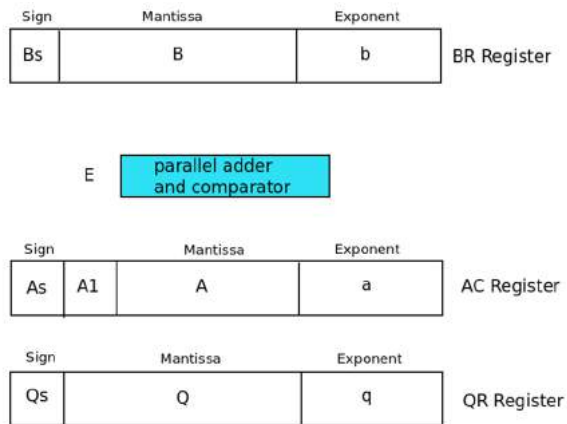 Sign Mantissa Exponent
Bs B b BR Register
E parallel adder
and comparator
Sign Mantissa Exponent
As A1 A a AC Register
Sign Mantissa Exponent
Qs Q q QR Register